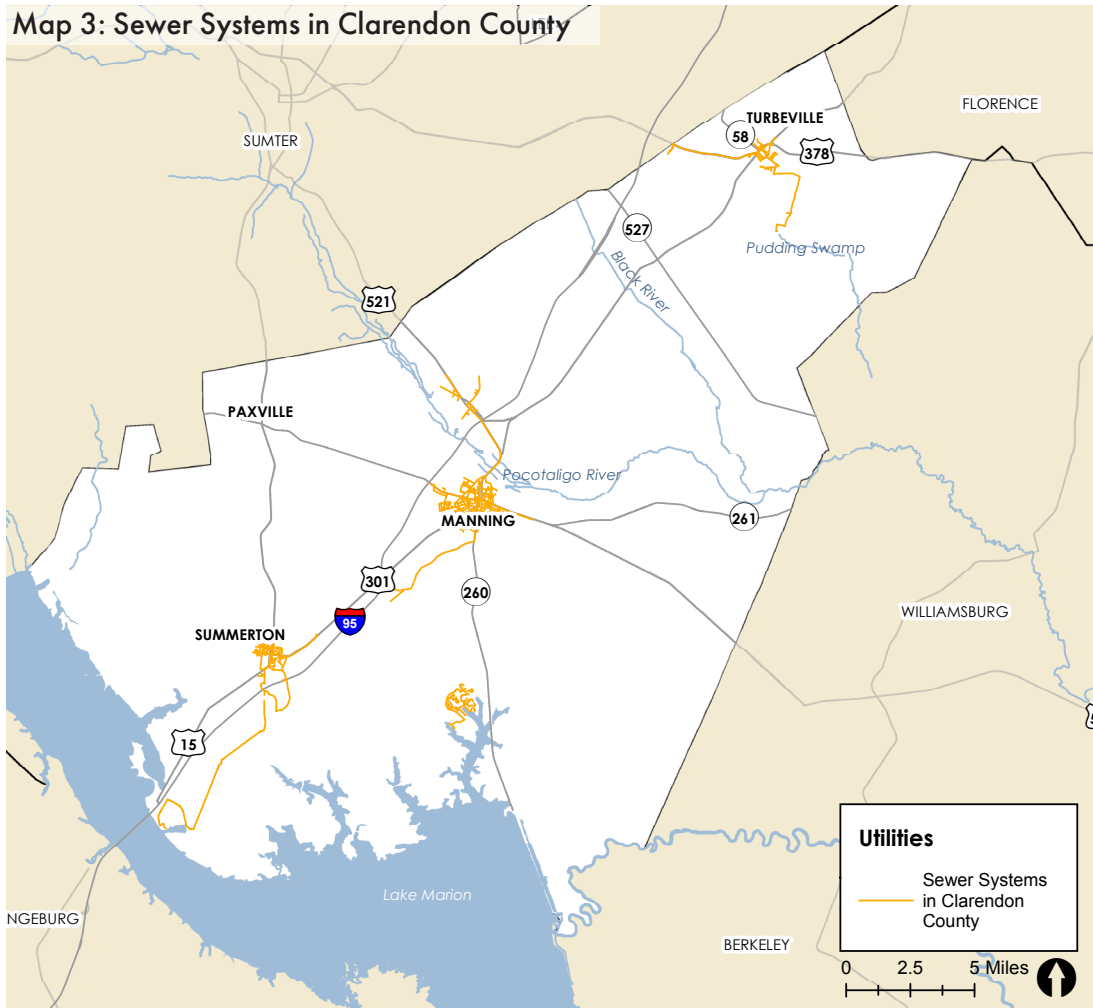 Map 3: Sewer Systems in Clarendon County
FLORENCE
TURBEVILLE
58
378
SUMTER
527
Pudding Swamp
Black River
521
PAXVILLE
Pocotaligo River
MANNING
261
301
260
95
WILLIAMSBURG
SUMMERTON
15
Utilities
Sewer Systems
in Clarendon
County
Lake Marion
NGEBURG
BERKELEY
0 2.5 5 Miles